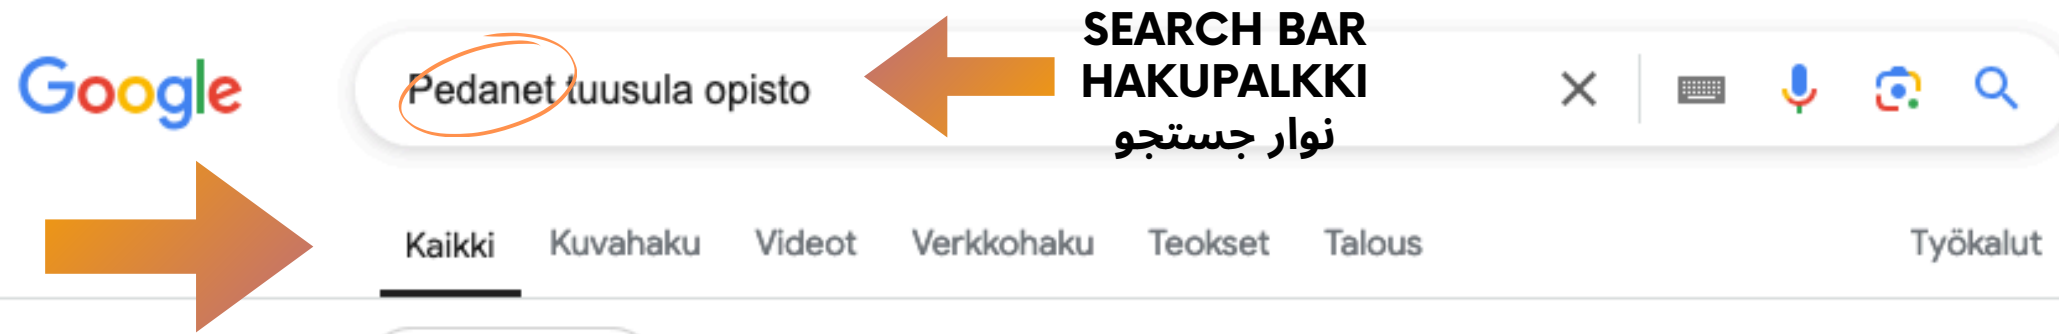 Google
Pedanet tuusula opisto
SEARCH BAR
HAKUPALKKI
نوار جستجو
Kaikki Kuvahaku Videot Verkkohaku Teokset Talous Työkalut